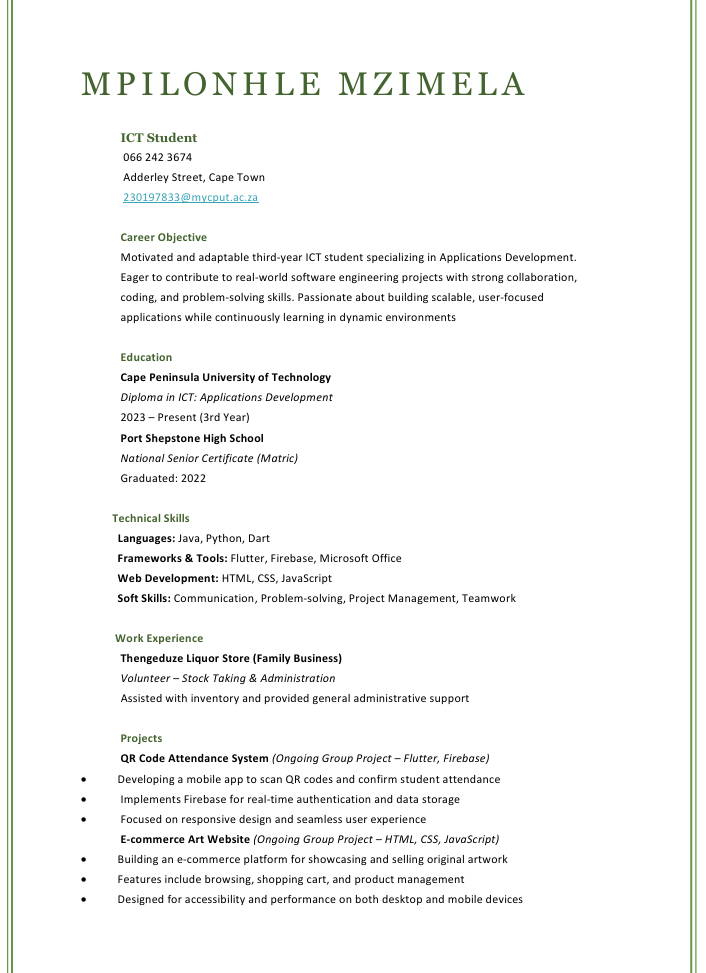 MPILONHLE MZIMELA
ICT Student
066 242 3674
Adderley Street, Cape Town
230197833@mycput.ac.za
Career Objective
Motivated and adaptable third-year ICT student specializing in Applications Development.
Eager to contribute to real-world software engineering projects with strong collaboration,
coding, and problem-solving skills. Passionate about building scalable, user-focused
applications while continuously learning in dynamic environments
Education
Cape Peninsula University of Technology
Diploma in ICT: Applications Development
2023 – Present (3rd Year)
Port Shepstone High School
National Senior Certificate (Matric)
Graduated: 2022
Technical Skills
Languages: Java, Python, Dart
Frameworks & Tools: Flutter, Firebase, Microsoft Office
Web Development: HTML, CSS, JavaScript
Soft Skills: Communication, Problem-solving, Project Management, Teamwork
Work Experience
Thengeduze Liquor Store (Family Business)
Volunteer – Stock Taking & Administration
Assisted with inventory and provided general administrative support
Projects
QR Code Attendance System (Ongoing Group Project – Flutter, Firebase)
• Developing a mobile app to scan QR codes and confirm student attendance
• Implements Firebase for real-time authentication and data storage
• Focused on responsive design and seamless user experience
E-commerce Art Website (Ongoing Group Project – HTML, CSS, JavaScript)
• Building an e-commerce platform for showcasing and selling original artwork
• Features include browsing, shopping cart, and product management
• Designed for accessibility and performance on both desktop and mobile devices